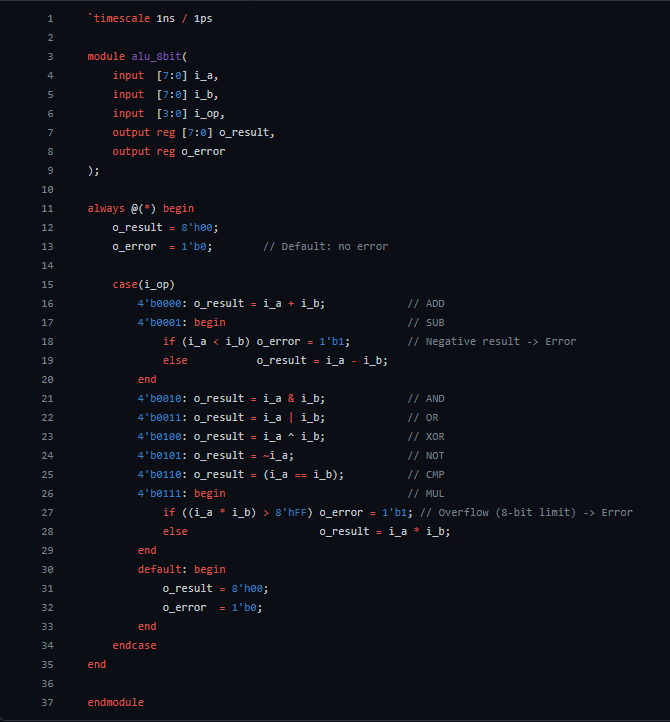 1 `timescale 1ns / 1ps
2
3 module alu_8bit(
4     input  [7:0] i_a,
5     input  [7:0] i_b,
6     input  [3:0] i_op,
7     output reg [7:0] o_result,
8     output reg o_error
9 );
10
11 always @(*) begin
12     o_result = 8'h00;
13     o_error  = 1'b0;       // Default: no error
14
15     case(i_op)
16         4'b0000: o_result = i_a + i_b;             // ADD
17         4'b0001: begin                             // SUB
18             if (i_a < i_b) o_error = 1'b1;         // Negative result -> Error
19             else           o_result = i_a - i_b;
20         end
21         4'b0010: o_result = i_a & i_b;             // AND
22         4'b0011: o_result = i_a | i_b;             // OR
23         4'b0100: o_result = i_a ^ i_b;             // XOR
24         4'b0101: o_result = ~i_a;                  // NOT
25         4'b0110: o_result = (i_a == i_b);          // CMP
26         4'b0111: begin                             // MUL
27             if ((i_a * i_b) > 8'hFF) o_error = 1'b1; // Overflow (8-bit limit) -> Error
28             else                     o_result = i_a * i_b;
29         end
30         default: begin
31             o_result = 8'h00;
32             o_error  = 1'b0;
33         end
34     endcase
35 end
36
37 endmodule